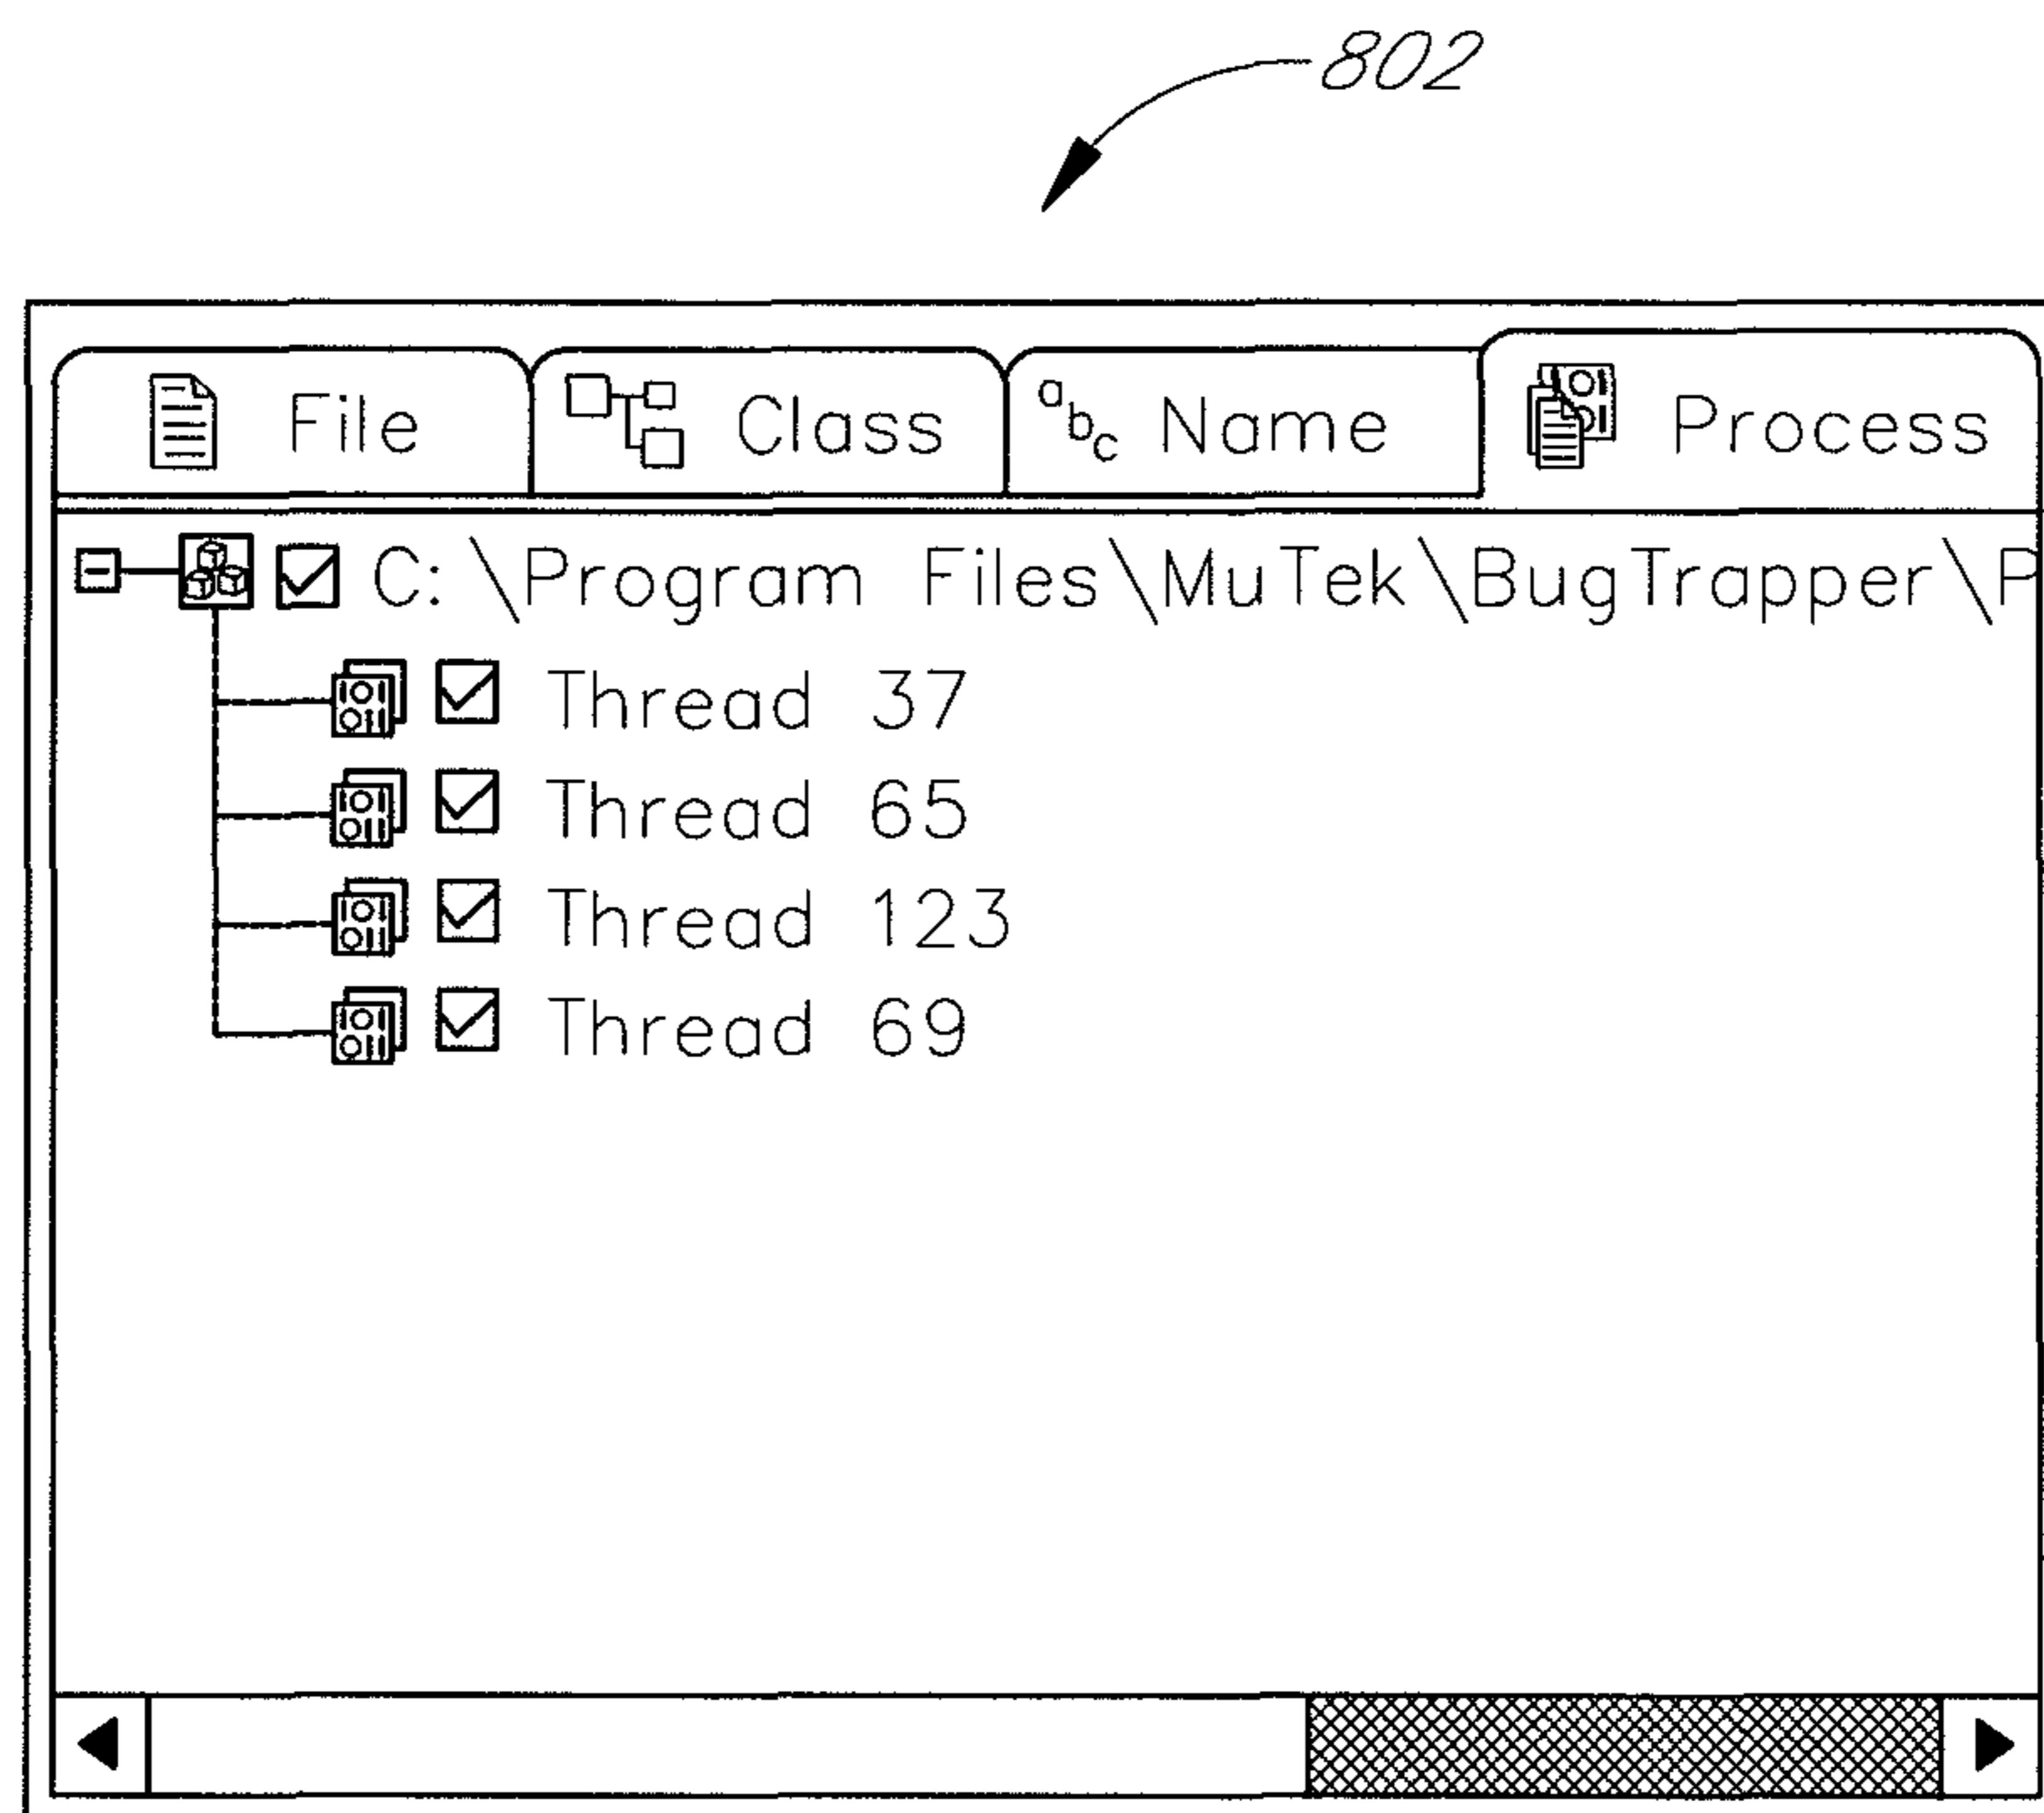 802
File Class abc Name Process
C:\Program Files\MuTek\BugTrapper\P
Thread 37
Thread 65
Thread 123
Thread 69